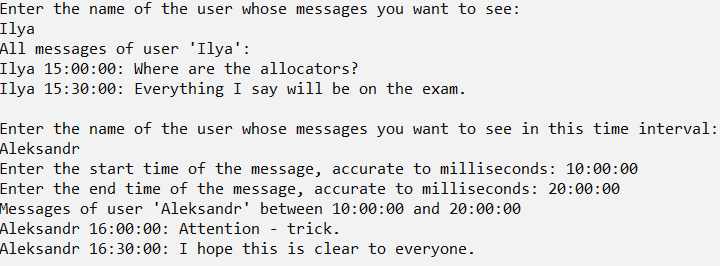 Enter the name of the user whose messages you want to see:
Ilya
All messages of user 'Ilya':
Ilya 15:00:00: Where are the allocators?
Ilya 15:30:00: Everything I say will be on the exam.
Enter the name of the user whose messages you want to see in this time interval:
Aleksandr
Enter the start time of the message, accurate to milliseconds: 10:00:00
Enter the end time of the message, accurate to milliseconds: 20:00:00
Messages of user 'Aleksandr' between 10:00:00 and 20:00:00
Aleksandr 16:00:00: Attention - trick.
Aleksandr 16:30:00: I hope this is clear to everyone.